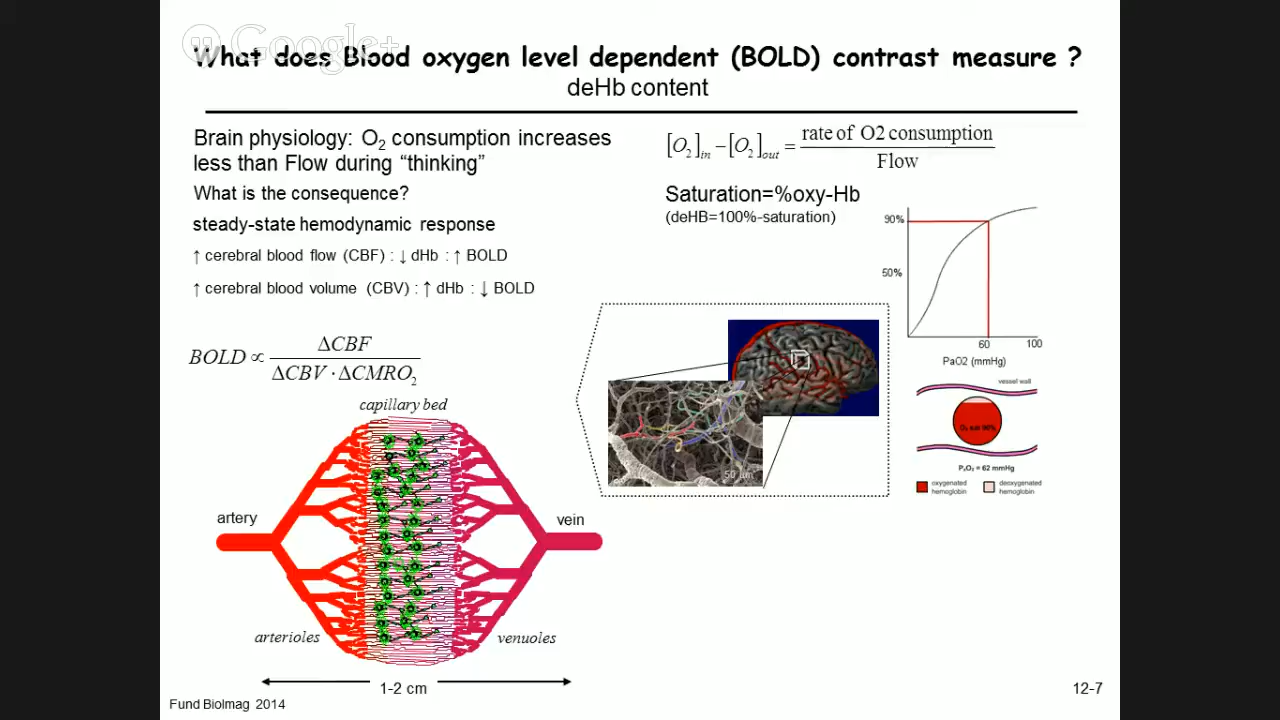 Google+
What does Blood oxygen level dependent (BOLD) contrast measure ?
deHb content
Brain physiology: O2 consumption increases
less than Flow during “thinking”
What is the consequence?
steady-state hemodynamic response
↑ cerebral blood flow (CBF) : ↓ dHb : ↑ BOLD
↑ cerebral blood volume (CBV) : ↑ dHb : ↓ BOLD
BOLD ∝ ΔCBF / ΔCBV · ΔCMRO2
[O2]in − [O2]out = rate of O2 consumption / Flow
Saturation=%oxy-Hb
(deHB=100%-saturation)
90%
50%
60 100
PaO2 (mmHg)
vessel wall
O2 sat 90%
PaO2 = 62 mmHg
oxygenated hemoglobin
deoxygenated hemoglobin
50 µm
capillary bed
artery
vein
arterioles
venuoles
1-2 cm
Fund BioImag 2014
12-7